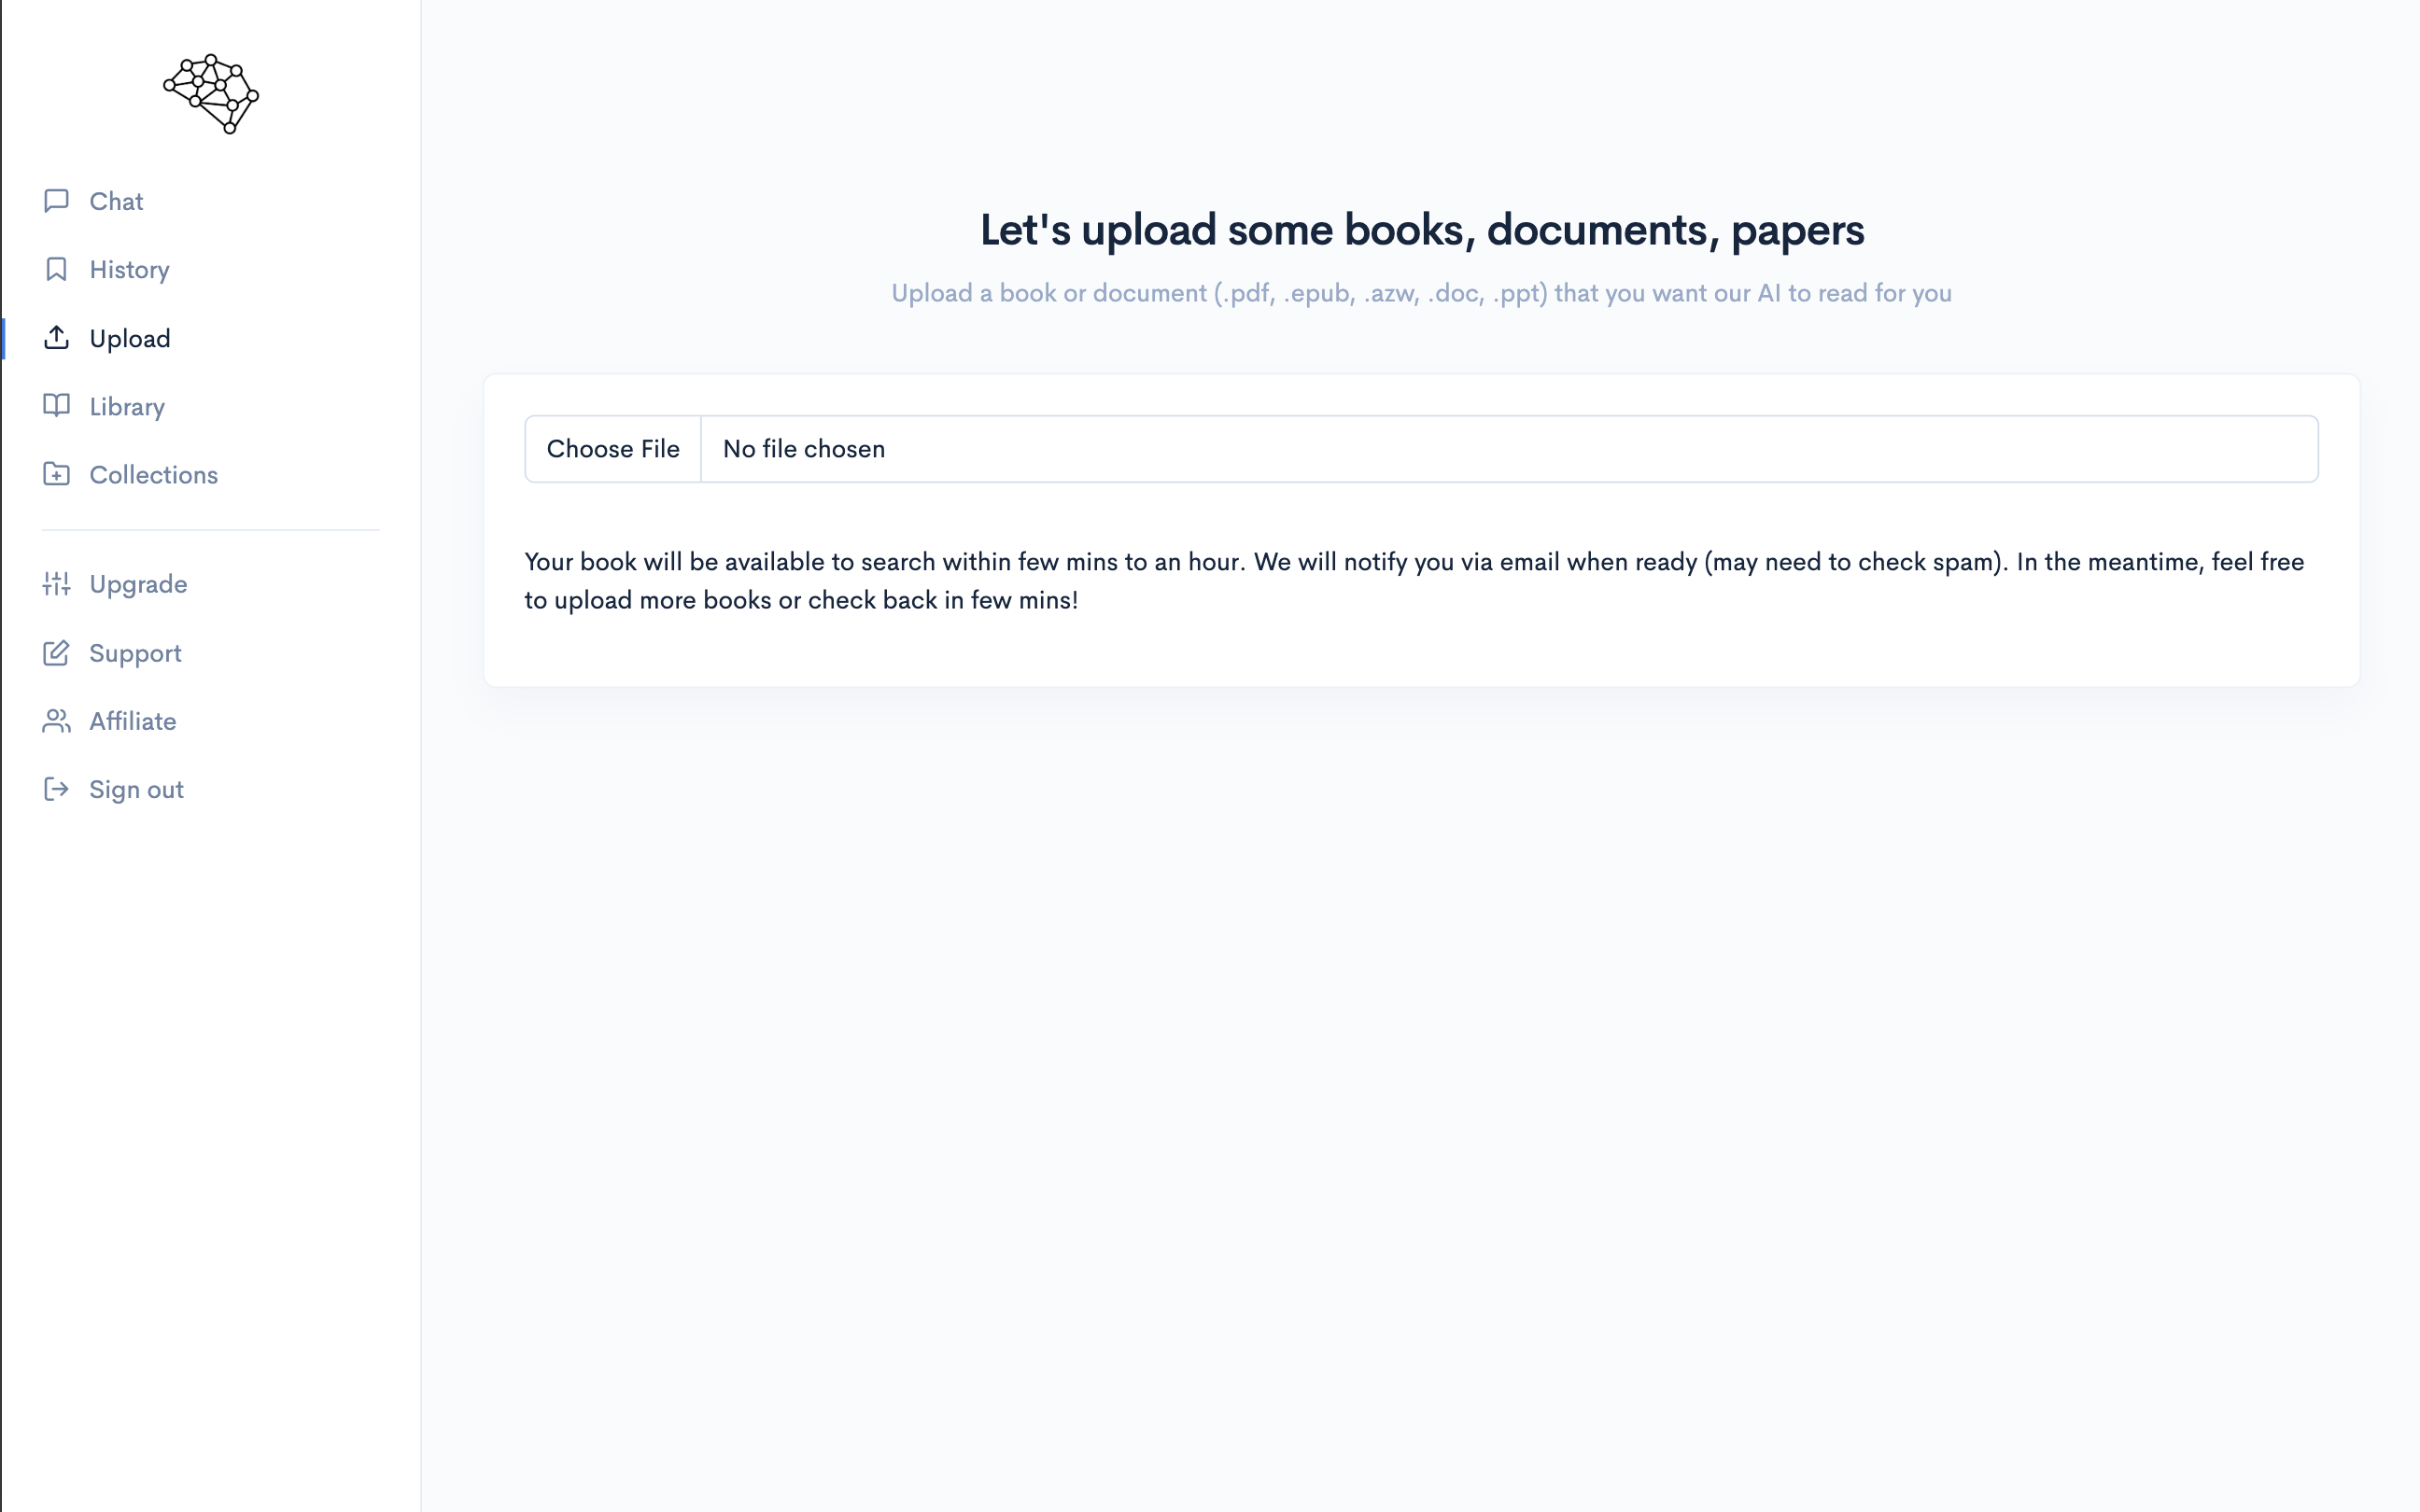 Chat
History
Upload
Library
Collections
Upgrade
Support
Affiliate
Sign out
Let's upload some books, documents, papers
Upload a book or document (.pdf, .epub, .azw, .doc, .ppt) that you want our AI to read for you
Choose File No file chosen
Your book will be available to search within few mins to an hour. We will notify you via email when ready (may need to check spam). In the meantime, feel free
to upload more books or check back in few mins!